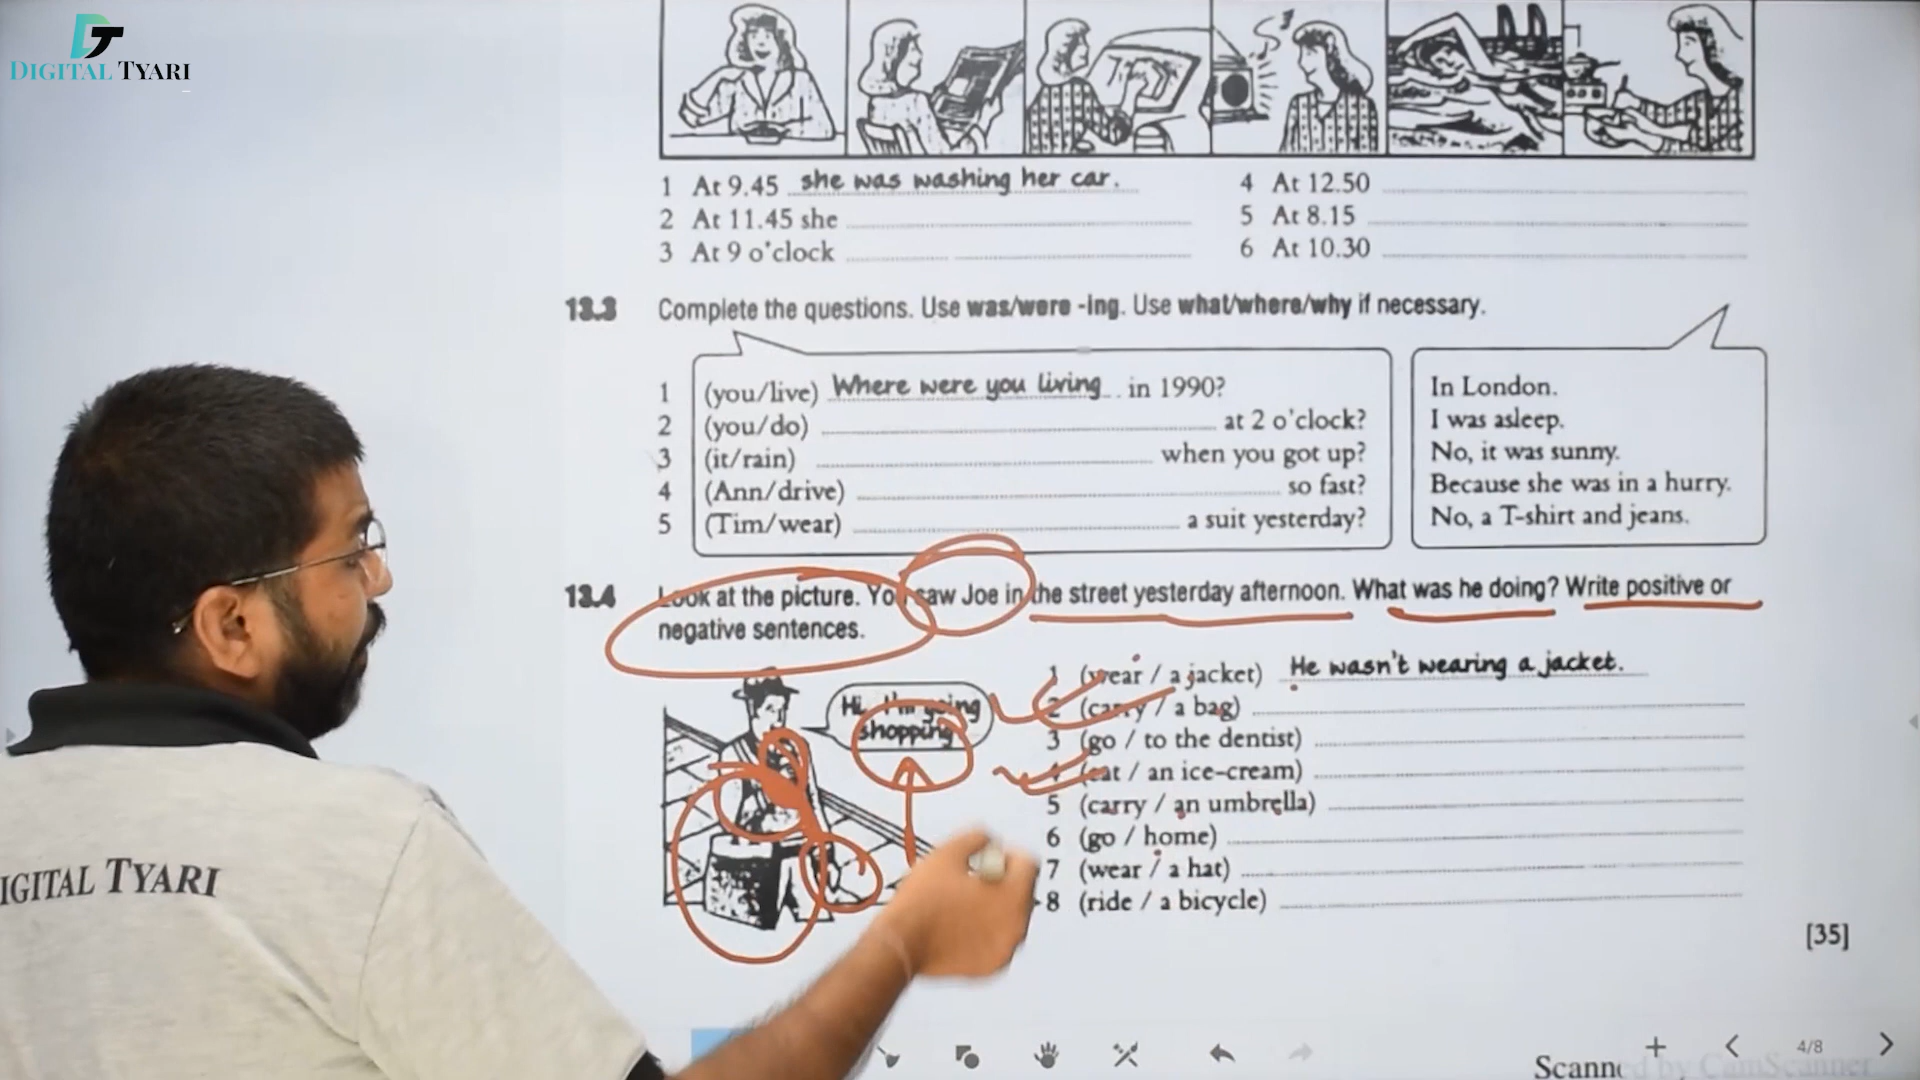 DT
DIGITAL TYARI
1 At 9.45 she was washing her car.
2 At 11.45 she
3 At 9 o'clock
4 At 12.50
5 At 8.15
6 At 10.30
13.3 Complete the questions. Use was/were -ing. Use what/where/why if necessary.
1 (you/live) Where were you living in 1990?
2 (you/do) at 2 o'clock?
3 (it/rain) when you got up?
4 (Ann/drive) so fast?
5 (Tim/wear) a suit yesterday?
In London.
I was asleep.
No, it was sunny.
Because she was in a hurry.
No, a T-shirt and jeans.
13.4 Look at the picture. You saw Joe in the street yesterday afternoon. What was he doing? Write positive or
negative sentences.
Hi, I'm going
shopping
1 (wear / a jacket) He wasn't wearing a jacket.
2 (carry / a bag)
3 (go / to the dentist)
4 (eat / an ice-cream)
5 (carry / an umbrella)
6 (go / home)
7 (wear / a hat)
8 (ride / a bicycle)
[35]
4/8
Scanned by CamScanner
IGITAL TYARI